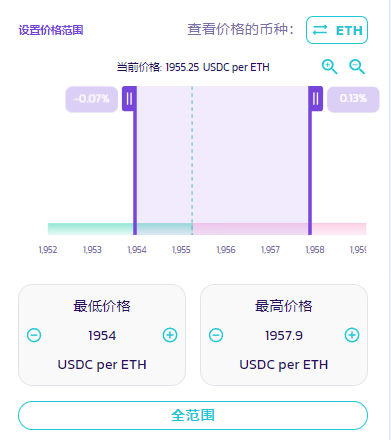 设置价格范围 查看价格的币种： ETH
当前价格: 1955.25 USDC per ETH
-0.07% 0.13%
1,952 1,953 1,954 1,955 1,956 1,957 1,958 1,959
最低价格 最高价格
1954 1957.9
USDC per ETH USDC per ETH
全范围